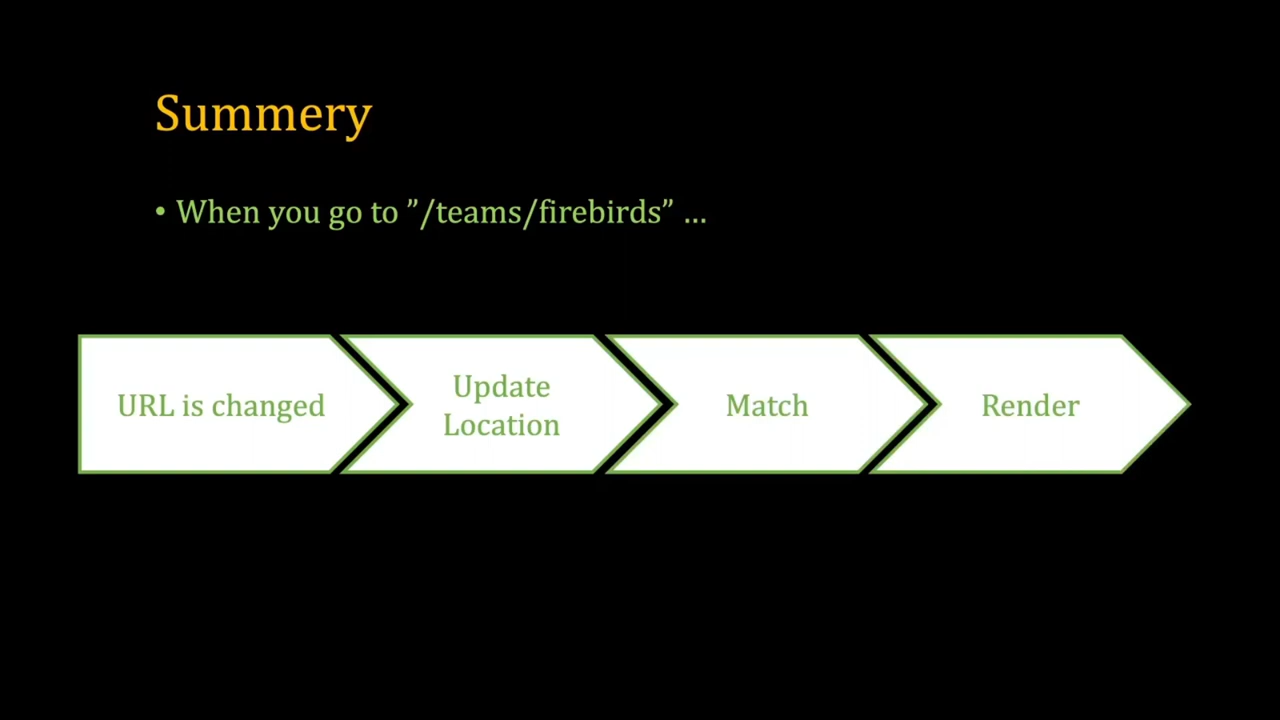 Summery
• When you go to ”/teams/firebirds” ...
URL is changed
Update
Location
Match
Render